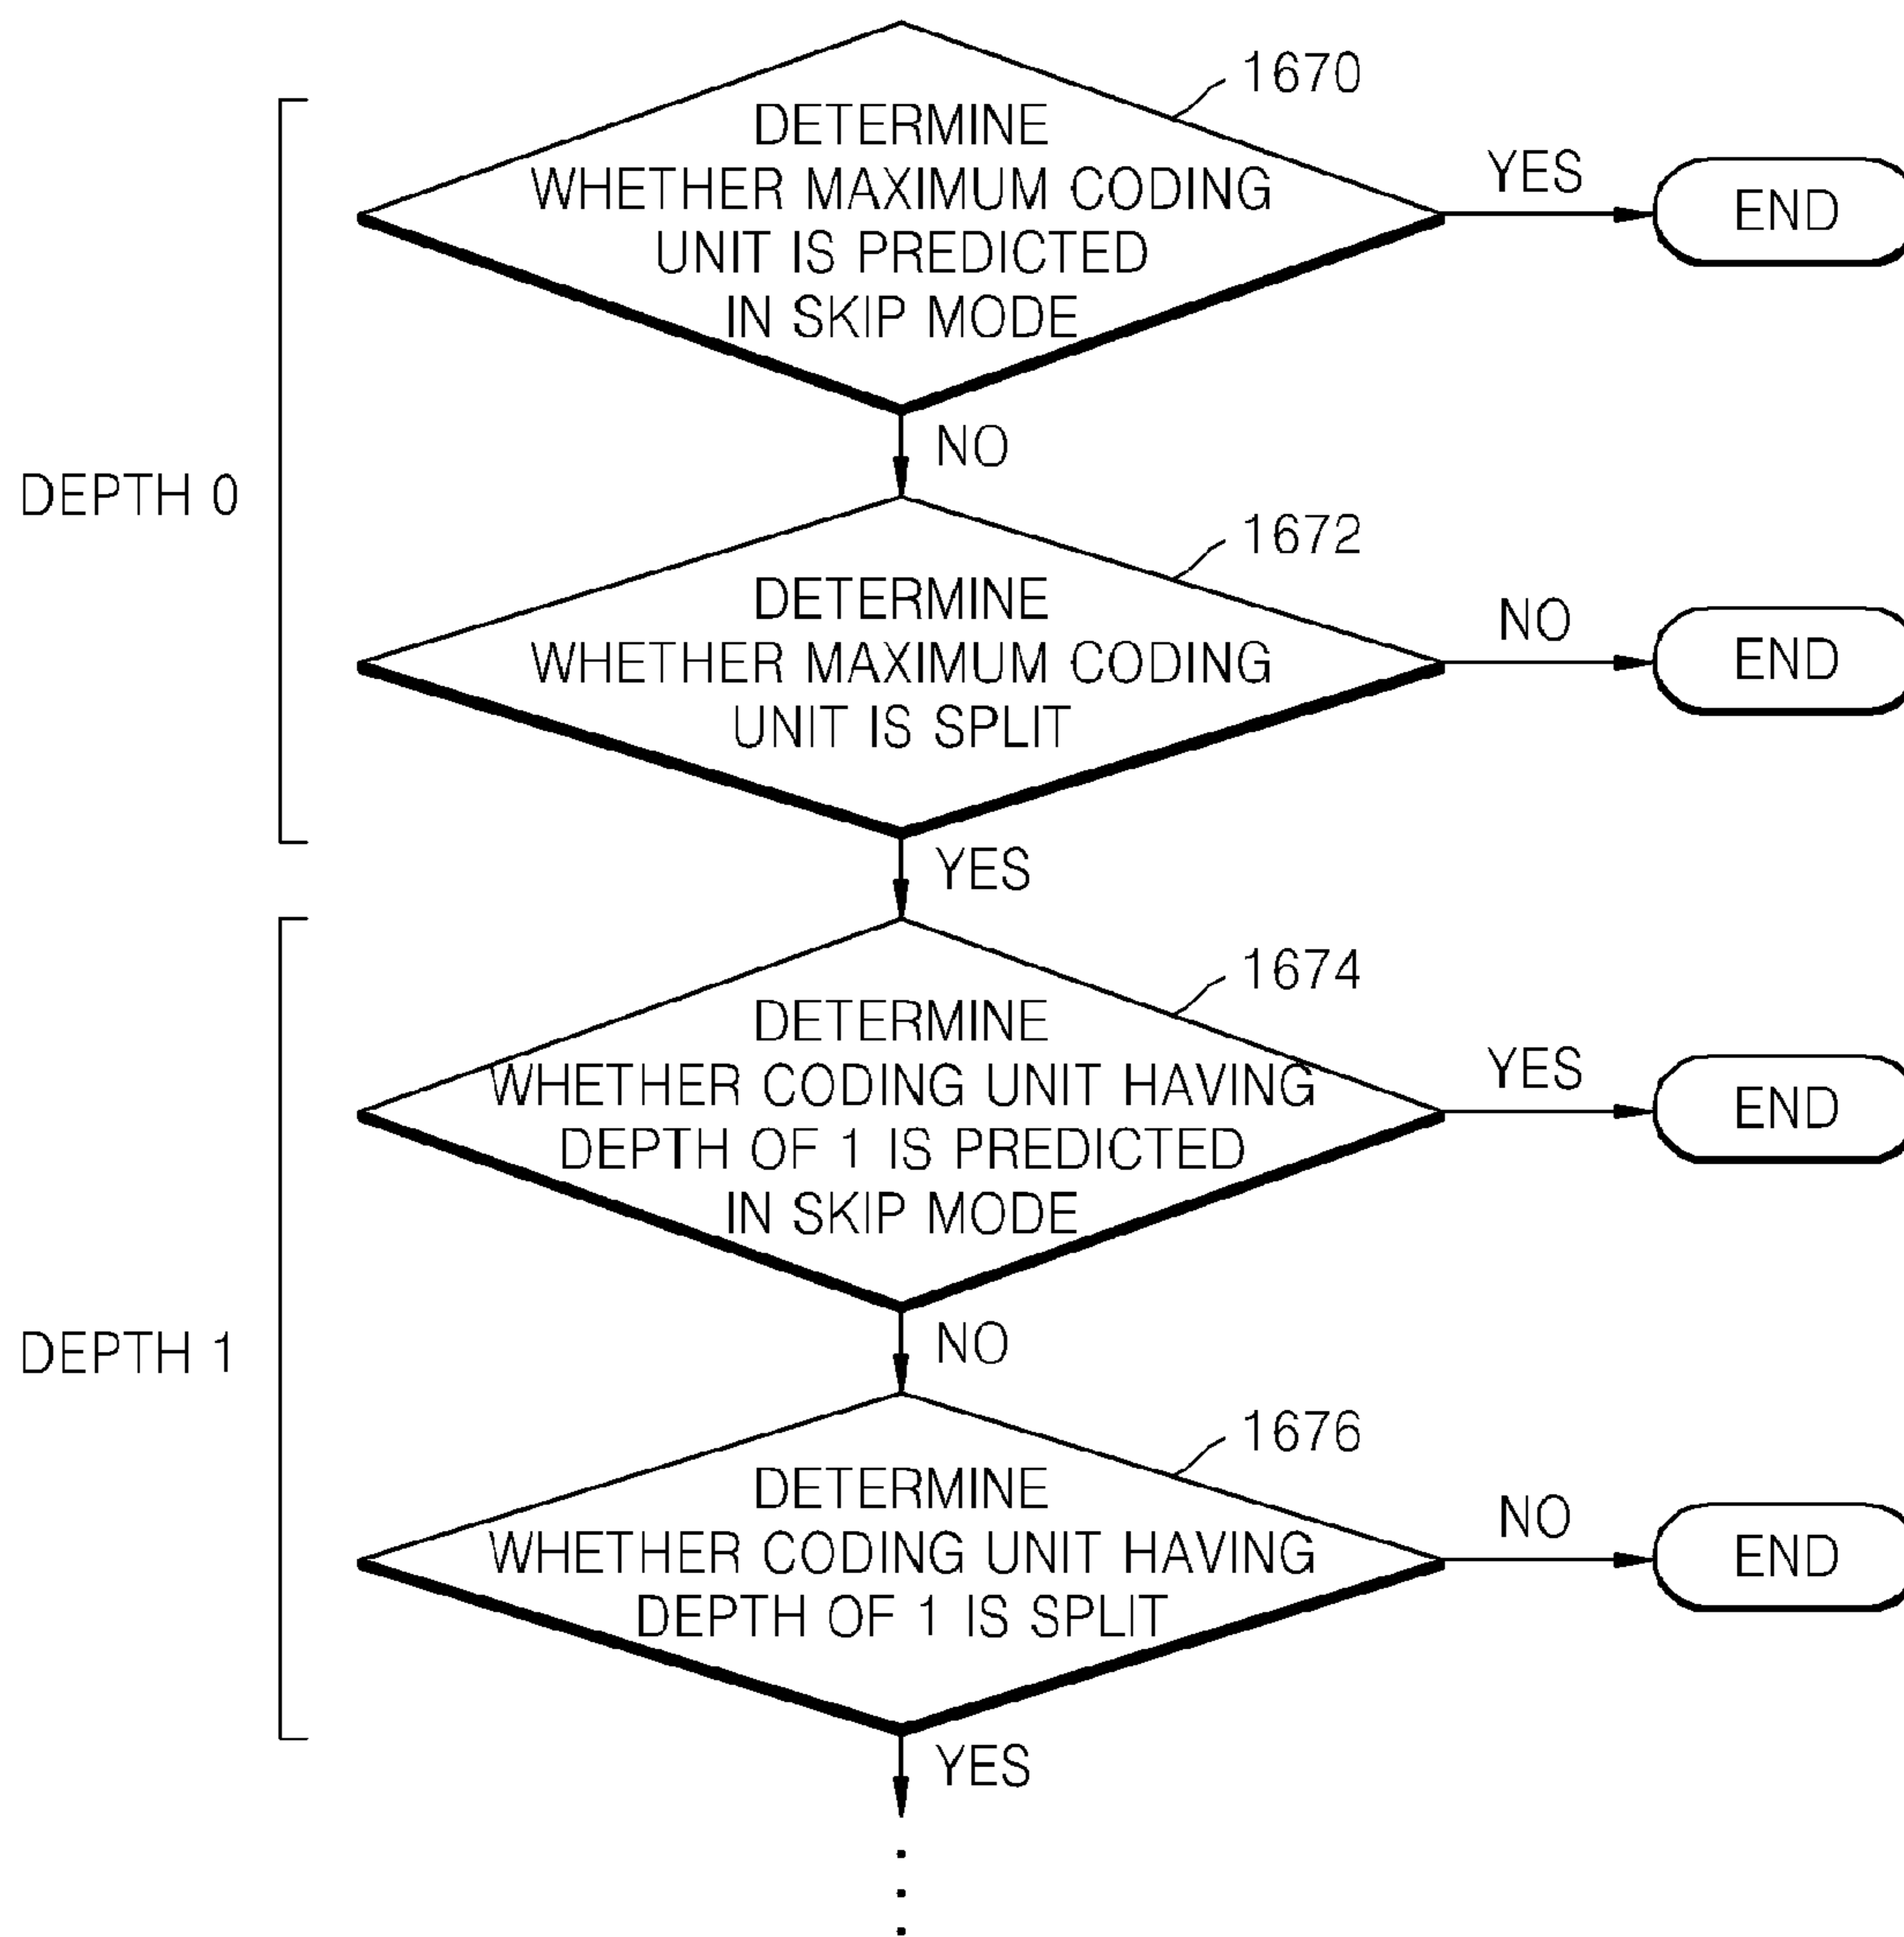 1670
DETERMINE
WHETHER MAXIMUM CODING
UNIT IS PREDICTED
IN SKIP MODE
YES
END
NO
DEPTH 0
1672
DETERMINE
WHETHER MAXIMUM CODING
UNIT IS SPLIT
NO
END
YES
1674
DETERMINE
WHETHER CODING UNIT HAVING
DEPTH OF 1 IS PREDICTED
IN SKIP MODE
YES
END
NO
DEPTH 1
1676
DETERMINE
WHETHER CODING UNIT HAVING
DEPTH OF 1 IS SPLIT
NO
END
YES